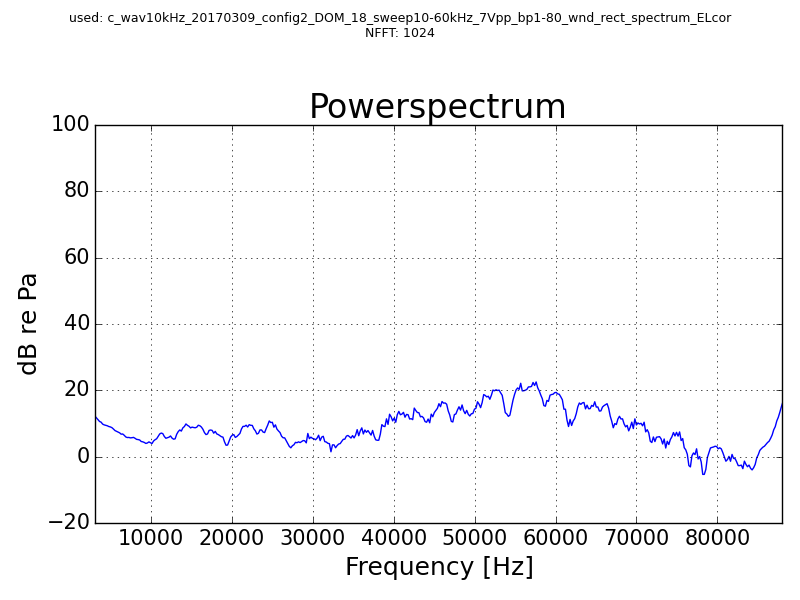 used: c_wav10kHz_20170309_config2_DOM_18_sweep10-60kHz_7Vpp_bp1-80_wnd_rect_spectrum_ELcor
NFFT: 1024
Powerspectrum
100
80
60
40
20
0
−20
dB re Pa
10000 20000 30000 40000 50000 60000 70000 80000
Frequency [Hz]